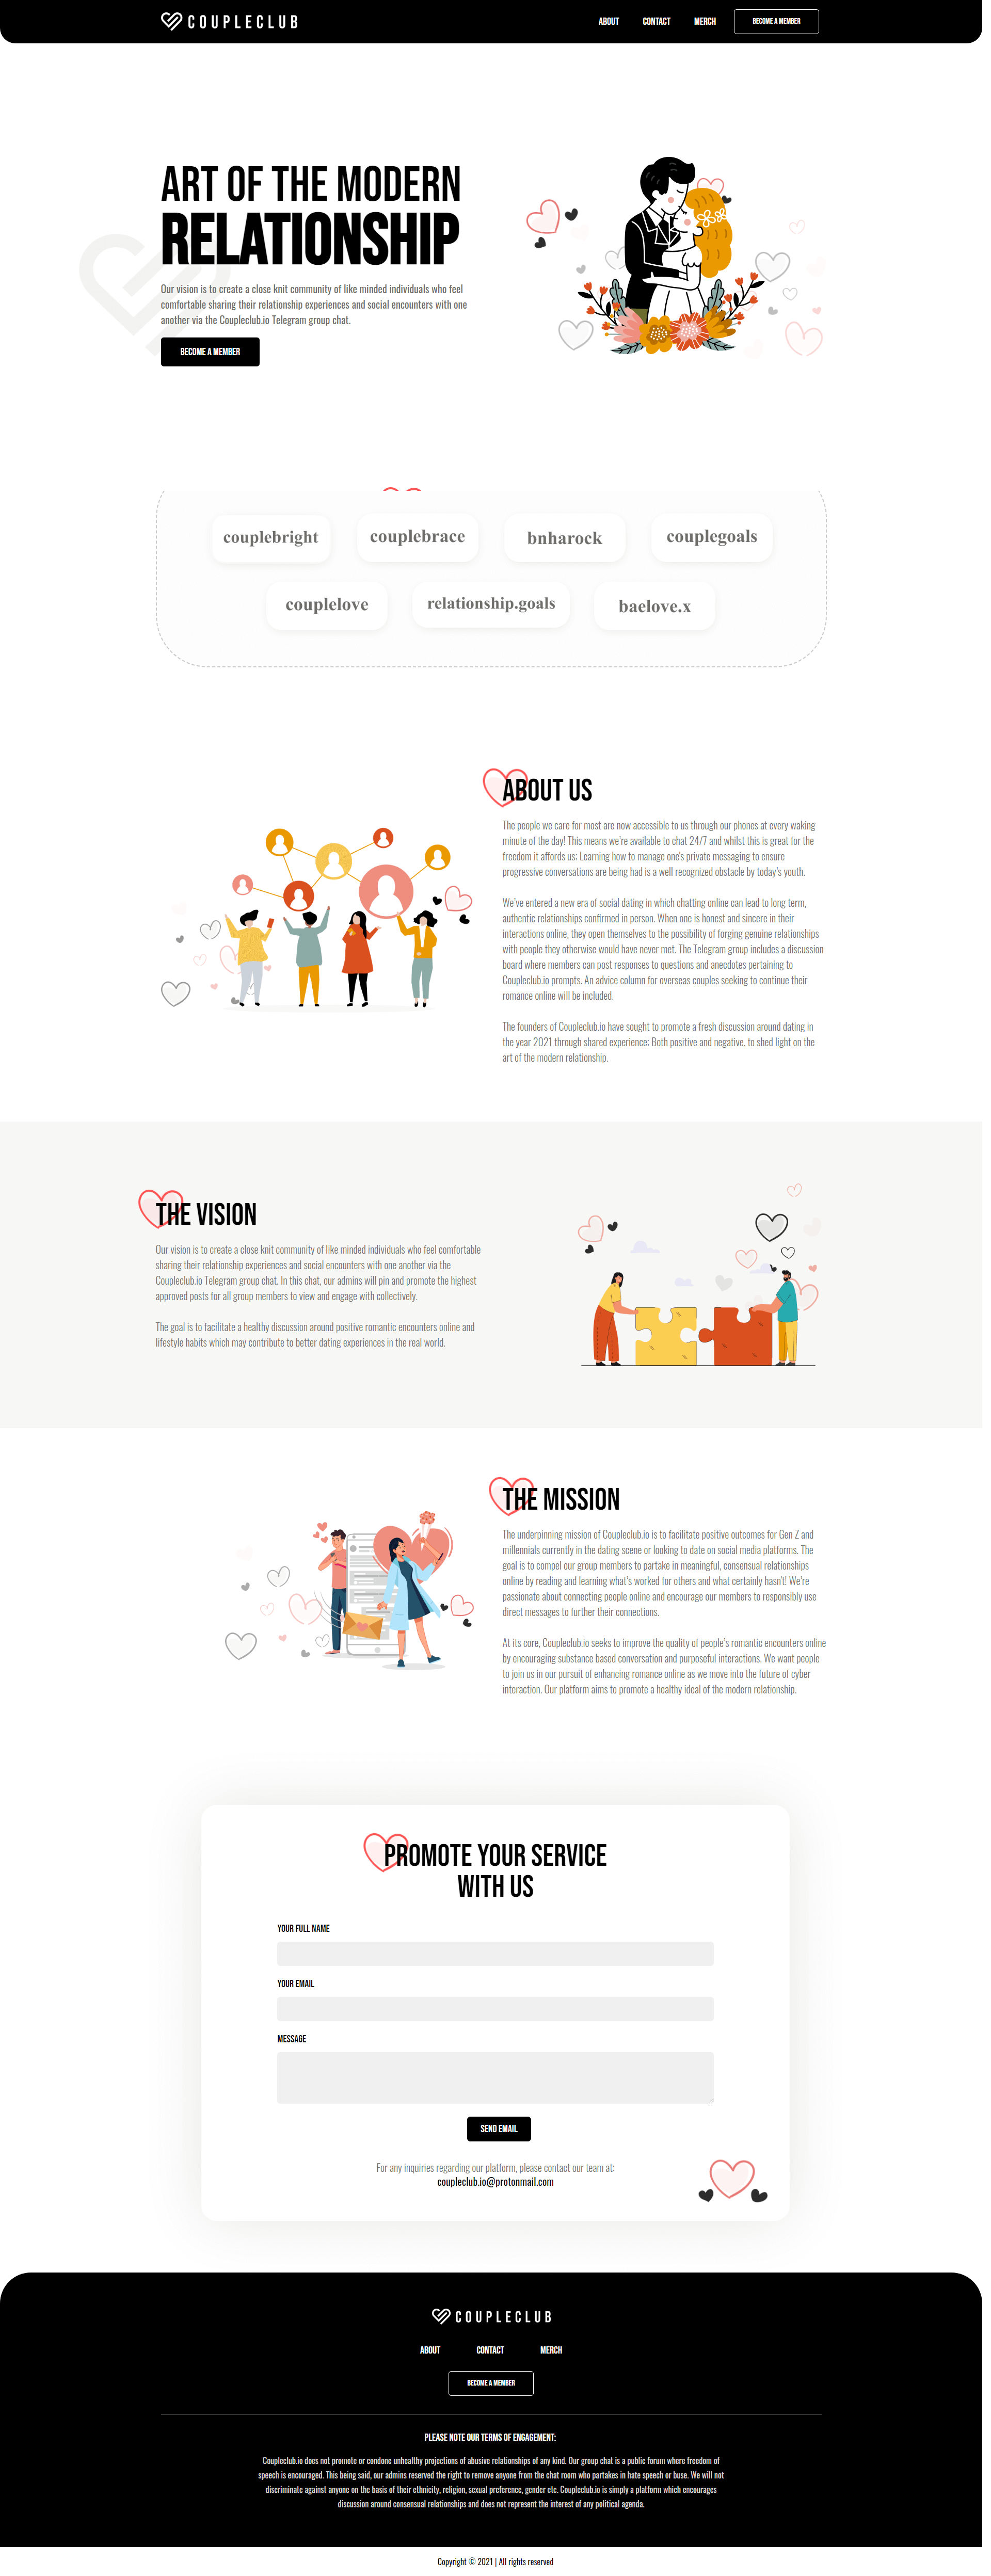 COUPLECLUB
ABOUT CONTACT MERCH BECOME A MEMBER
ART OF THE MODERN
RELATIONSHIP
Our vision is to create a close knit community of like minded individuals who feel
comfortable sharing their relationship experiences and social encounters with one
another via the Coupleclub.io Telegram group chat.
BECOME A MEMBER
couplebright couplebrace bnharock couplegoals
couplelove relationship.goals baelove.x
ABOUT US
The people we care for most are now accessible to us through our phones at every waking
minute of the day! This means we're available to chat 24/7 and whilst this is great for the
freedom it affords us; Learning how to manage one's private messaging to ensure
progressive conversations are being had is a well recognized obstacle by today's youth.
We've entered a new era of social dating in which chatting online can lead to long term,
authentic relationships confirmed in person. When one is honest and sincere in their
interactions online, they open themselves to the possibility of forging genuine relationships
with people they otherwise would have never met. The Telegram group includes a discussion
board where members can post responses to questions and anecdotes pertaining to
Coupleclub.io prompts. An advice column for overseas couples seeking to continue their
romance online will be included.
The founders of Coupleclub.io have sought to promote a fresh discussion around dating in
the year 2021 through shared experience; Both positive and negative, to shed light on the
art of the modern relationship.
THE VISION
Our vision is to create a close knit community of like minded individuals who feel comfortable
sharing their relationship experiences and social encounters with one another via the
Coupleclub.io Telegram group chat. In this chat, our admins will pin and promote the highest
approved posts for all group members to view and engage with collectively.
The goal is to facilitate a healthy discussion around positive romantic encounters online and
lifestyle habits which may contribute to better dating experiences in the real world.
THE MISSION
The underpinning mission of Coupleclub.io is to facilitate positive outcomes for Gen Z and
millennials currently in the dating scene or looking to date on social media platforms. The
goal is to compel our group members to partake in meaningful, consensual relationships
online by reading and learning what's worked for others and what certainly hasn't! We're
passionate about connecting people online and encourage our members to responsibly use
direct messages to further their connections.
At its core, Coupleclub.io seeks to improve the quality of people's romantic encounters online
by encouraging substance based conversation and purposeful interactions. We want people
to join us in our pursuit of enhancing romance online as we move into the future of cyber
interaction. Our platform aims to promote a healthy ideal of the modern relationship.
PROMOTE YOUR SERVICE
WITH US
YOUR FULL NAME
YOUR EMAIL
MESSAGE
SEND EMAIL
For any inquiries regarding our platform, please contact our team at:
coupleclub.io@protonmail.com
COUPLECLUB
ABOUT CONTACT MERCH
BECOME A MEMBER
PLEASE NOTE OUR TERMS OF ENGAGEMENT:
Coupleclub.io does not promote or condone unhealthy projections of abusive relationships of any kind. Our group chat is a public forum where freedom of
speech is encouraged. This being said, our admins reserved the right to remove anyone from the chat room who partakes in hate speech or buse. We will not
discriminate against anyone on the basis of their ethnicity, religion, sexual preference, gender etc. Coupleclub.io is simply a platform which encourages
discussion around consensual relationships and does not represent the interest of any political agenda.
Copyright © 2021 | All rights reserved